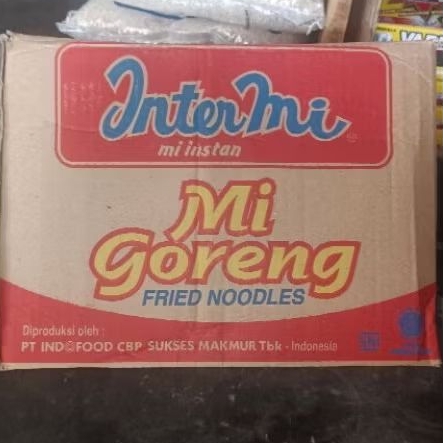 InterMi
mi instan
Mi
Goreng
FRIED NOODLES
Diproduksi oleh :
PT INDOFOOD CBP SUKSES MAKMUR Tbk - Indonesia